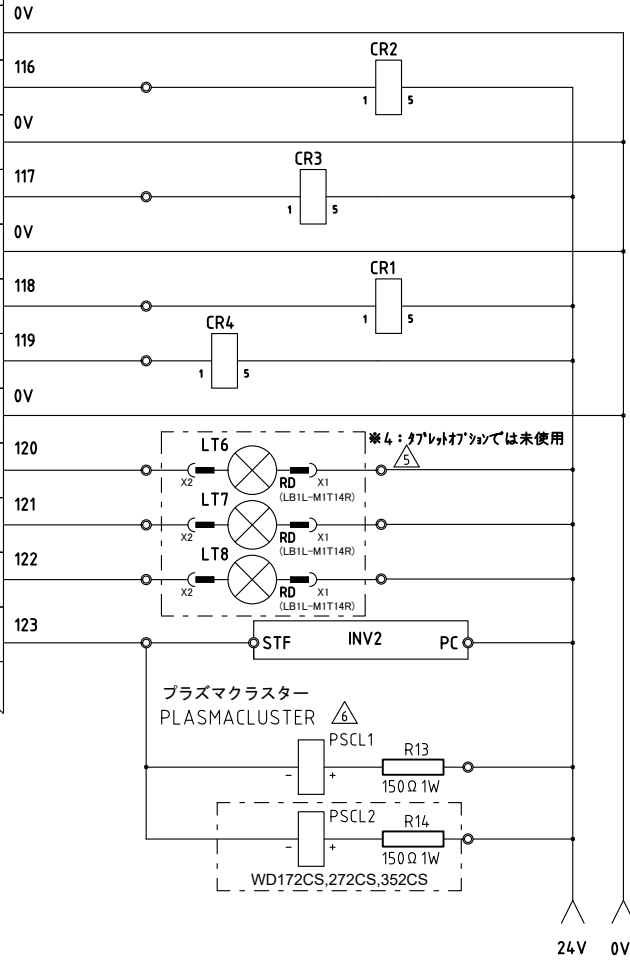 0V
CR2
116
1 5
0V
CR3
117
1 5
0V
CR1
118
1 5
CR4
119
1 5
0V
※4：ﾀﾌﾞﾚｯﾄｵﾌﾟｼｮﾝでは未使用
5
120
LT6
X2 RD X1
(LB1L-M1T14R)
121
LT7
X2 RD X1
(LB1L-M1T14R)
122
LT8
X2 RD X1
(LB1L-M1T14R)
123
STF INV2 PC
プラズマクラスター
PLASMACLUSTER 6
PSCL1
R13
- +
150Ω 1W
PSCL2
R14
- +
150Ω 1W
WD172CS,272CS,352CS
24V 0V